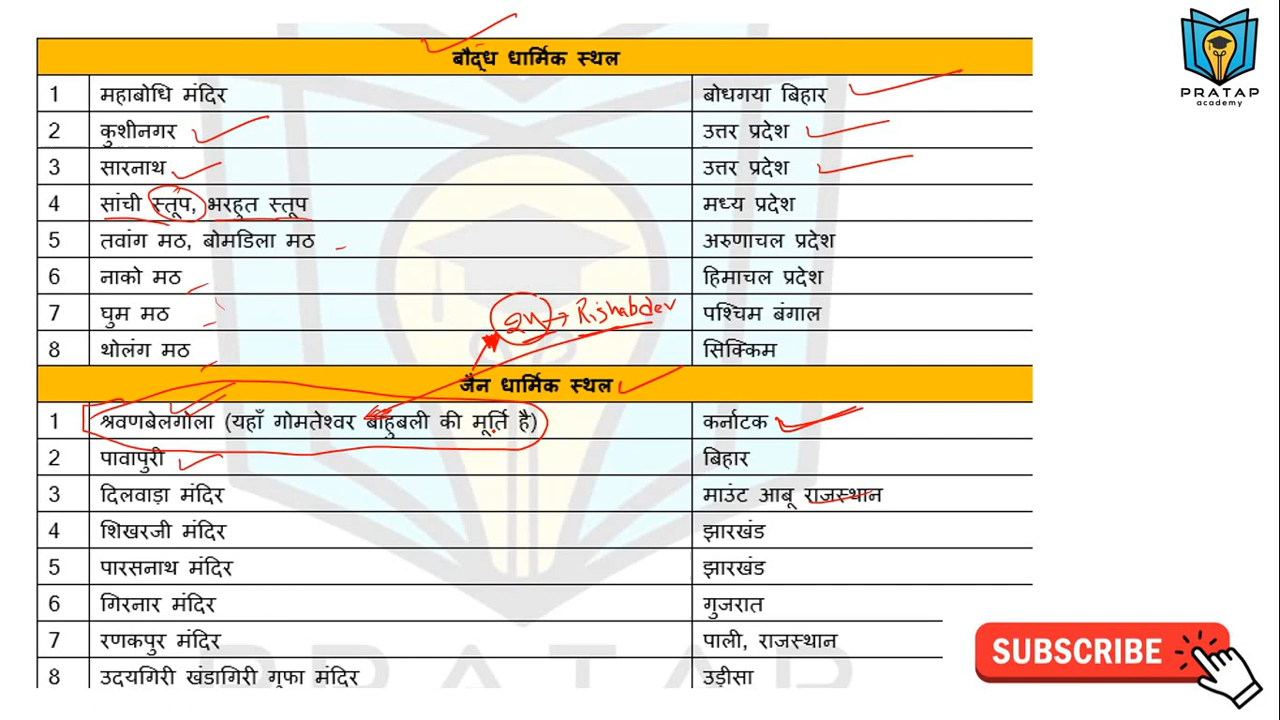 बौद्ध धार्मिक स्थल
1 महाबोधि मंदिर बोधगया बिहार
2 कुशीनगर उत्तर प्रदेश
3 सारनाथ उत्तर प्रदेश
4 सांची स्तूप, भरहुत स्तूप मध्य प्रदेश
5 तवांग मठ, बोमडिला मठ अरुणाचल प्रदेश
6 नाको मठ हिमाचल प्रदेश
7 घुम मठ पश्चिम बंगाल
8 थोलंग मठ सिक्किम
Rishabdev
जैन धार्मिक स्थल
1 श्रवणबेलगोला (यहाँ गोमतेश्वर बाहुबली की मूर्ति है) कर्नाटक
2 पावापुरी बिहार
3 दिलवाड़ा मंदिर माउंट आबू राजस्थान
4 शिखरजी मंदिर झारखंड
5 पारसनाथ मंदिर झारखंड
6 गिरनार मंदिर गुजरात
7 रणकपुर मंदिर पाली, राजस्थान
8 उदयगिरी खंडागिरी गुफा मंदिर उड़ीसा
PRATAP
academy
SUBSCRIBE
PRATAP